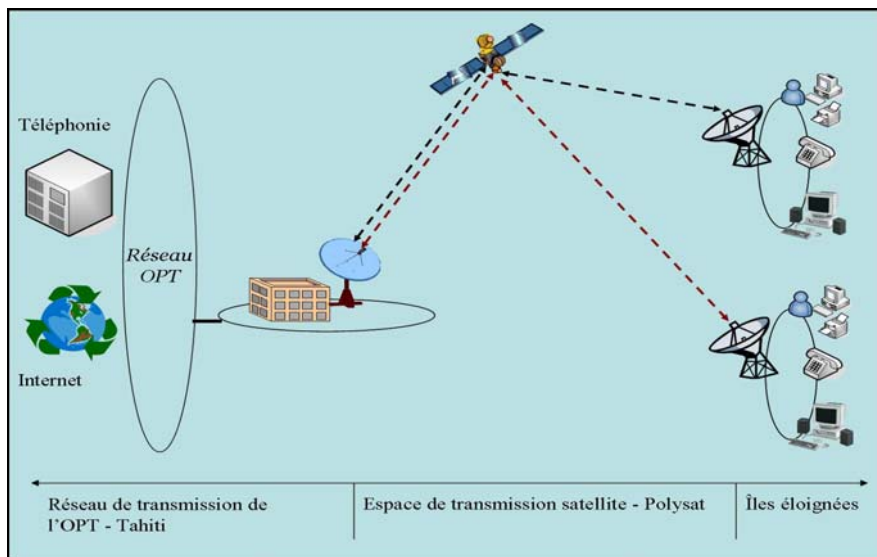 Téléphonie
Réseau
OPT
Internet
Réseau de transmission de
l'OPT - Tahiti
Espace de transmission satellite - Polysat
Îles éloignées